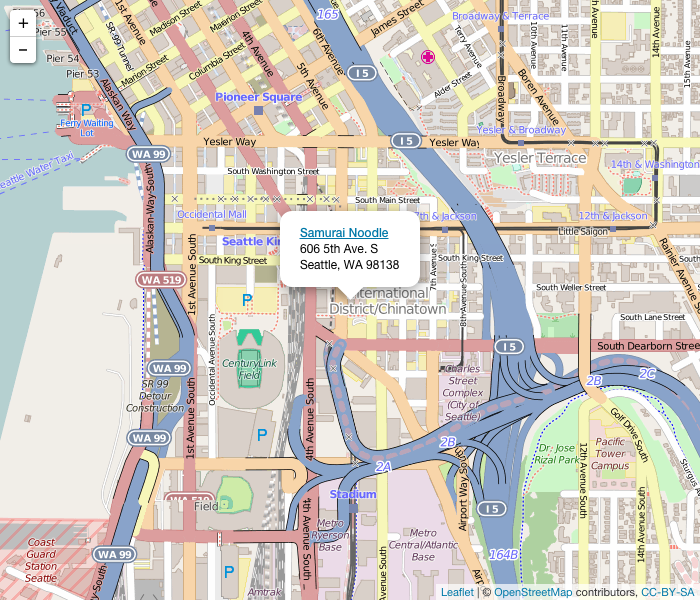 +
−
Samurai Noodle
606 5th Ave. S
Seattle, WA 98138
165
James Street
Broadway & Terrace
14th Avenue
15th Avenue
10th Avenue
11th Avenue
1st Avenue
Madison Street
Marion Street
SR-99 Tunnel
Pier 55
Pier 54
Pier 53
Marion Street
Columbia Street
4th Avenue
5th Avenue
6th Avenue
I 5
Terry Avenue
Alder Street
Broadway
Boren Avenue
Pioneer Square
P
Ferry Waiting
Lot
Alaskan Way
Yesler Way
I 5
Yesler Way
Yesler & Broadway
Yesler Terrace
WA 99
Seattle Water Taxi
South Washington Street
14th & Washington
South Main Street
Occidental Mall
7th & Jackson
12th & Jackson
Little Saigon
Alaskan-Way-South
Seattle Kin
South King Street
South King Street
7th Avenue S
8th Avenue South
Rainier Avenue
WA 519
1st Avenue South
P
International
District/Chinatown
South Weller Street
South Lane Street
Occidental Avenue South
South Dearborn Street
I 5
CenturyLink
Field
WA 99
SR 99
Detour
Construction
Charles
Street
Complex
(City of
Seattle)
2B
2C
1st Avenue South
4th Avenue South
Golf Drive South
WA 99
P
2B
2A
Dr. Jose
Rizal Park
Pacific
Tower
Campus
12th Avenue South
Sturgus
Airport Way South
Stadium
WA 519
Field
I 5
4th Avenue South
Metro
Ryerson
Base
Metro
Central/Atlantic
Base
164B
14th Avenue South
Coast
Guard
Station
Seattle
WA 99
P
Amtrak
Avenue South
Leaflet | © OpenStreetMap contributors, CC-BY-SA